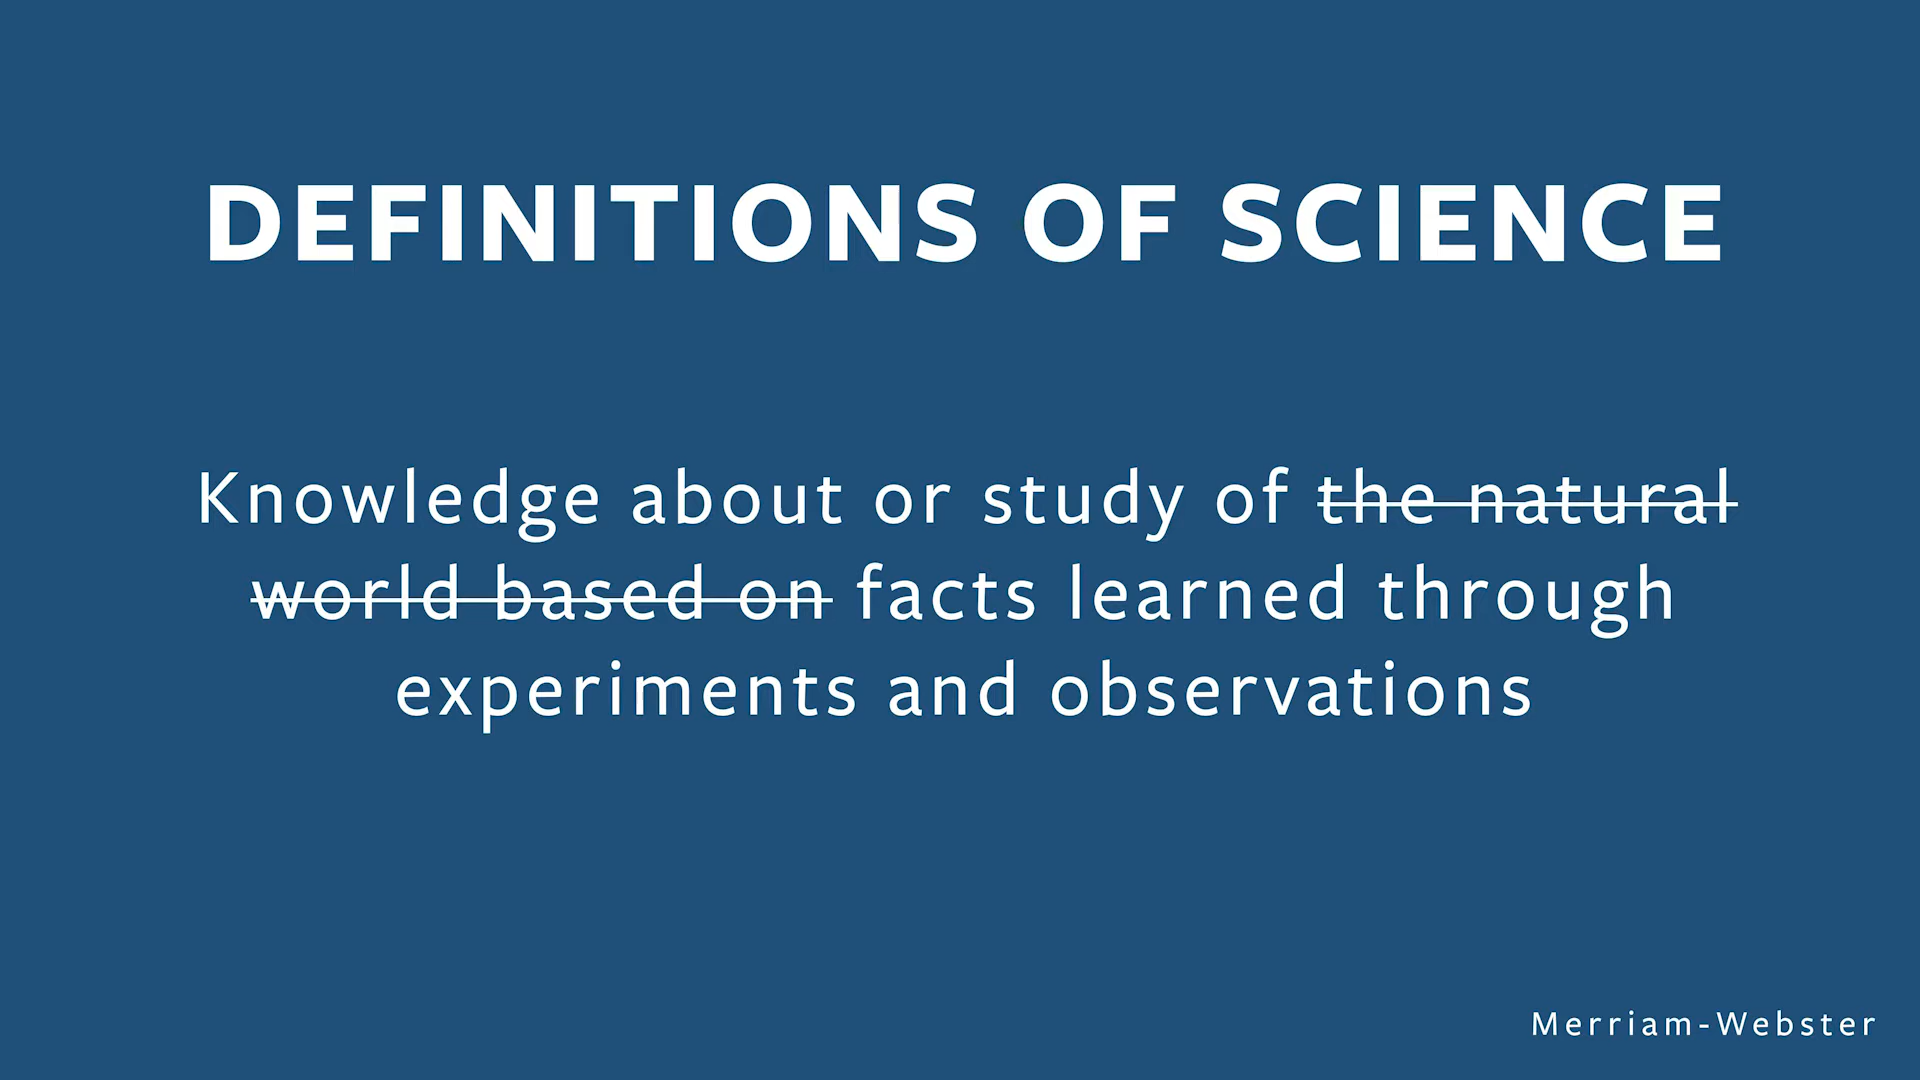 DEFINITIONS OF SCIENCE
Knowledge about or study of the natural
world based on facts learned through
experiments and observations
Merriam-Webster